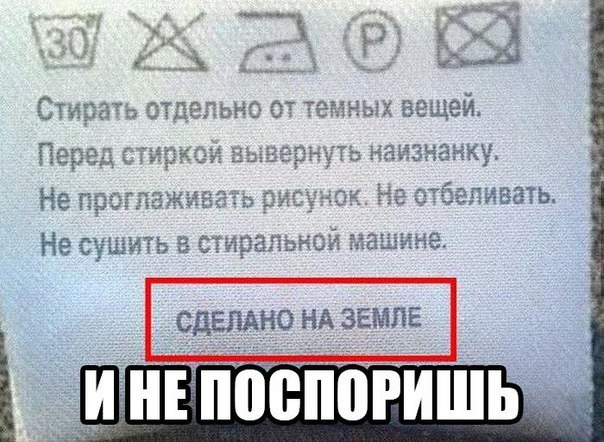 30
P
Стирать отдельно от темных вещей.
Перед стиркой вывернуть наизнанку.
Не проглаживать рисунок. Не отбеливать.
Не сушить в стиральной машине.
СДЕЛАНО НА ЗЕМЛЕ
И НЕ ПОСПОРИШЬ